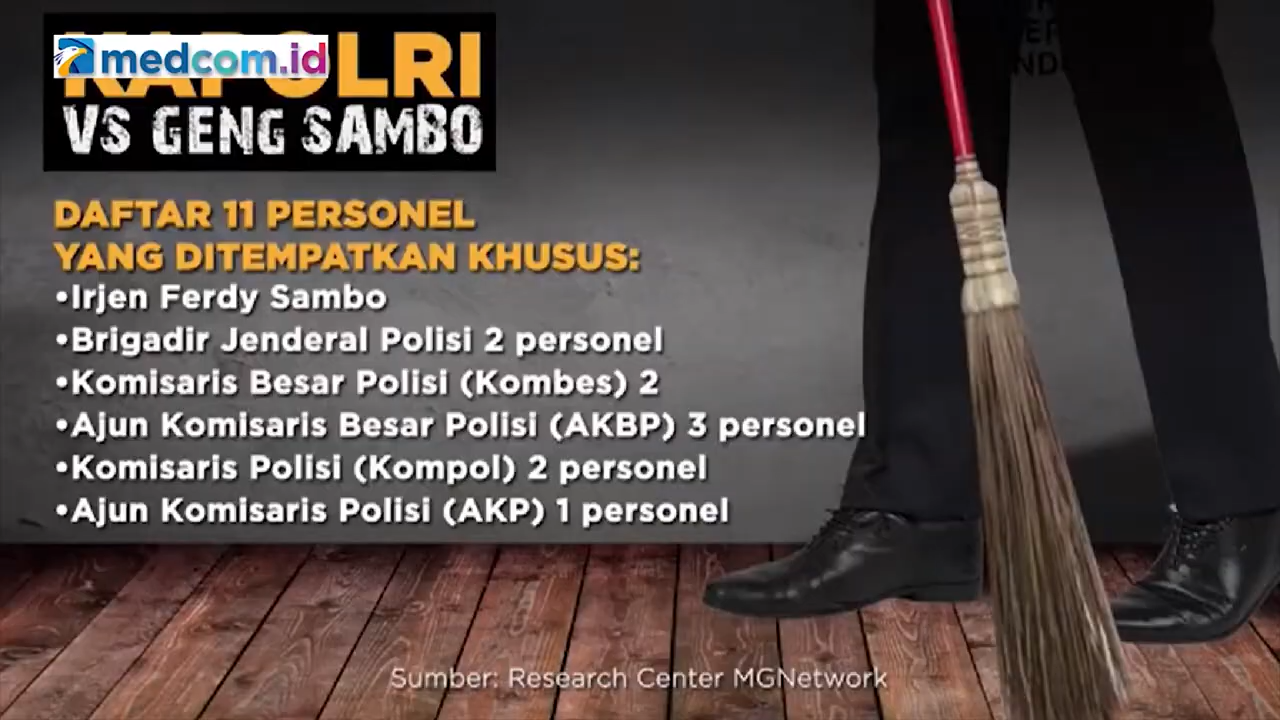 medcom.id
KAPOLRI
VS GENG SAMBO
DAFTAR 11 PERSONEL
YANG DITEMPATKAN KHUSUS:
•Irjen Ferdy Sambo
•Brigadir Jenderal Polisi 2 personel
•Komisaris Besar Polisi (Kombes) 2
•Ajun Komisaris Besar Polisi (AKBP) 3 personel
•Komisaris Polisi (Kompol) 2 personel
•Ajun Komisaris Polisi (AKP) 1 personel
Sumber: Research Center MGNetwork